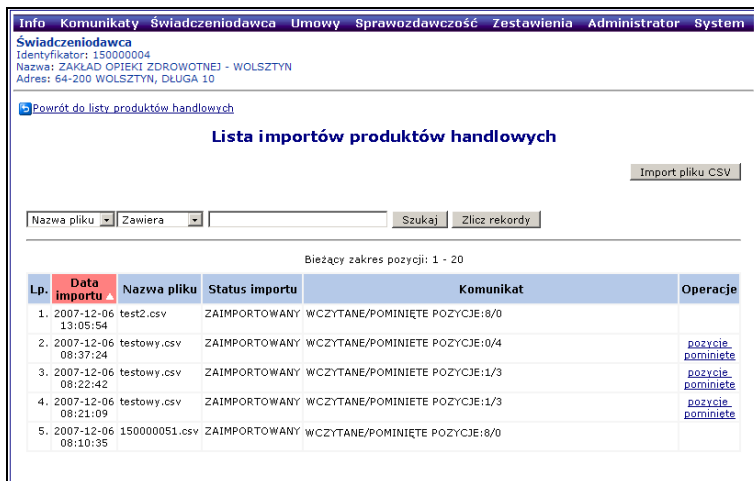 Info Komunikaty Świadczeniodawca Umowy Sprawozdawczość Zestawienia Administrator System
Świadczeniodawca
Identyfikator: 150000004
Nazwa: ZAKŁAD OPIEKI ZDROWOTNEJ - WOLSZTYN
Adres: 64-200 WOLSZTYN, DŁUGA 10
Powrót do listy produktów handlowych
Lista importów produktów handlowych
Import pliku CSV
Nazwa pliku Zawiera Szukaj Zlicz rekordy
Bieżący zakres pozycji: 1 - 20
Lp. Data importu Nazwa pliku Status importu Komunikat Operacje
1. 2007-12-06 test2.csv ZAIMPORTOWANY WCZYTANE/POMINIĘTE POZYCJE:8/0
13:05:54
2. 2007-12-06 testowy.csv ZAIMPORTOWANY WCZYTANE/POMINIĘTE POZYCJE:0/4 pozycje
08:37:24 pominięte
3. 2007-12-06 testowy.csv ZAIMPORTOWANY WCZYTANE/POMINIĘTE POZYCJE:1/3 pozycje
08:22:42 pominięte
4. 2007-12-06 testowy.csv ZAIMPORTOWANY WCZYTANE/POMINIĘTE POZYCJE:1/3 pozycje
08:21:09 pominięte
5. 2007-12-06 150000051.csv ZAIMPORTOWANY WCZYTANE/POMINIĘTE POZYCJE:8/0
08:10:35